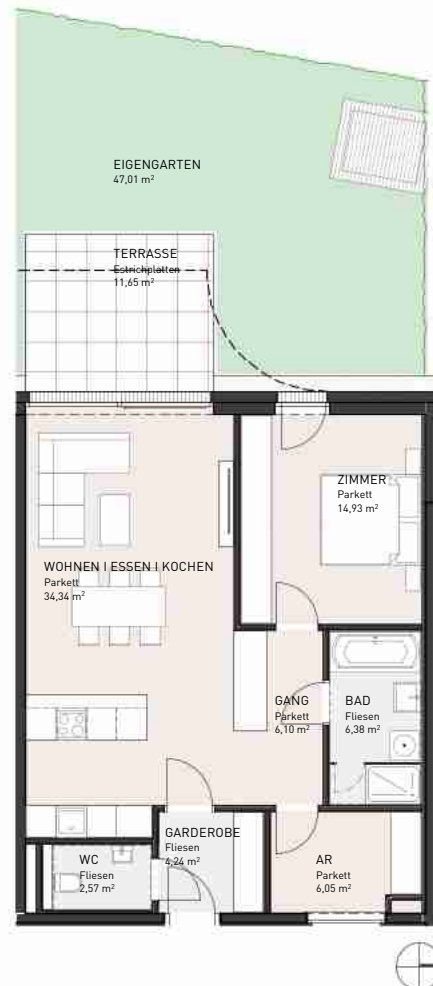 EIGENGARTEN
47,01 m²
TERRASSE
Estrichplatten
11,65 m²
ZIMMER
Parkett
14,93 m²
WOHNEN I ESSEN I KOCHEN
Parkett
34,34 m²
GANG
Parkett
6,10 m²
BAD
Fliesen
6,38 m²
GARDEROBE
Fliesen
4,24 m²
WC
Fliesen
2,57 m²
AR
Parkett
6,05 m²